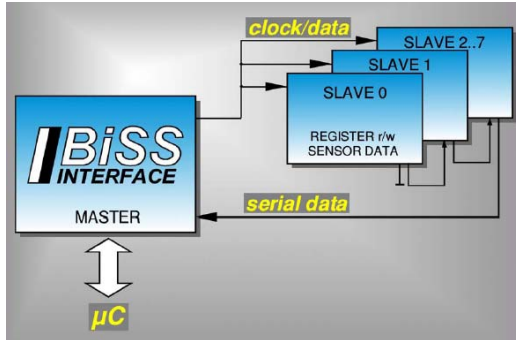 clock/data
SLAVE 2..7
SLAVE 1
SLAVE 0
REGISTER r/w
SENSOR DATA
BiSS
INTERFACE
MASTER
serial data
µC